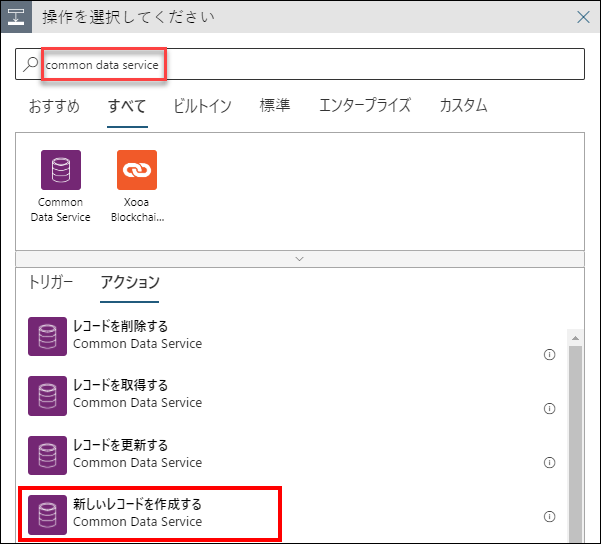 操作を選択してください
common data service
おすすめ すべて ビルトイン 標準 エンタープライズ カスタム
Common
Data Service
Xooa
Blockchai...
トリガー アクション
レコードを削除する
Common Data Service
レコードを取得する
Common Data Service
レコードを更新する
Common Data Service
新しいレコードを作成する
Common Data Service